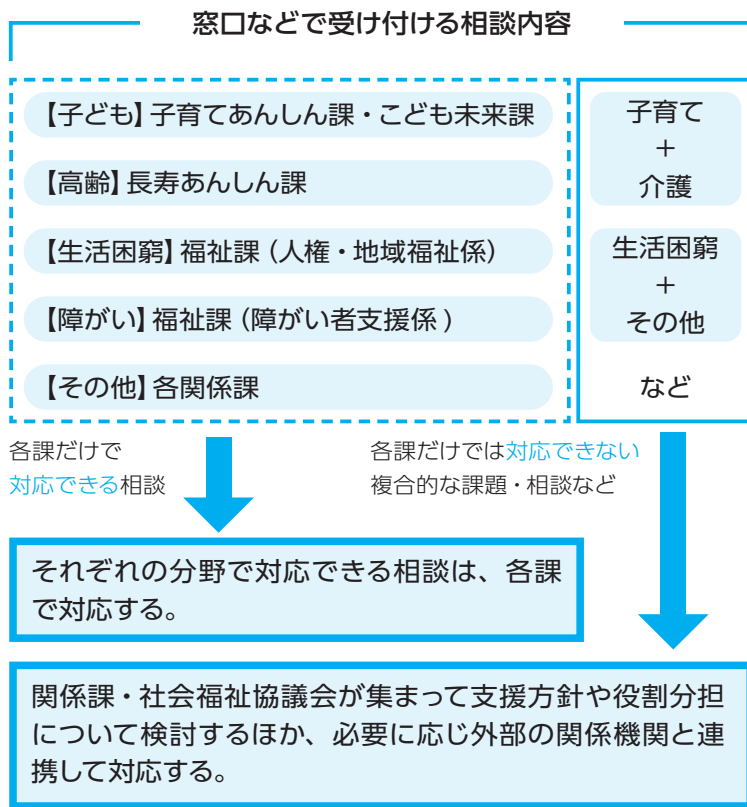 窓口などで受け付ける相談内容
【子ども】子育てあんしん課・こども未来課
【高齢】長寿あんしん課
【生活困窮】福祉課(人権・地域福祉係)
【障がい】福祉課(障がい者支援係)
【その他】各関係課
子育て
+
介護
生活困窮
+
その他
など
各課だけで
対応できる相談
各課だけでは対応できない
複合的な課題・相談など
それぞれの分野で対応できる相談は、各課
で対応する。
関係課・社会福祉協議会が集まって支援方針や役割分担
について検討するほか、必要に応じ外部の関係機関と連
携して対応する。